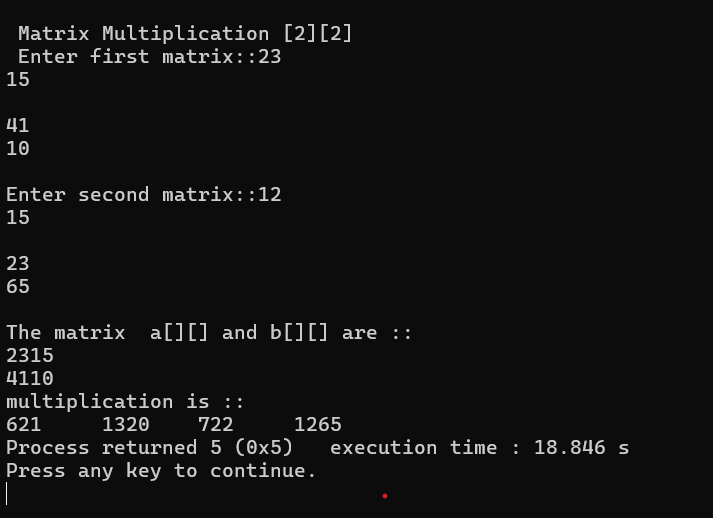 Matrix Multiplication [2][2]
Enter first matrix::23
15
41
10
Enter second matrix::12
15
23
65
The matrix  a[][] and b[][] are ::
2315
4110
multiplication is ::
621     1320    722     1265
Process returned 5 (0x5)   execution time : 18.846 s
Press any key to continue.